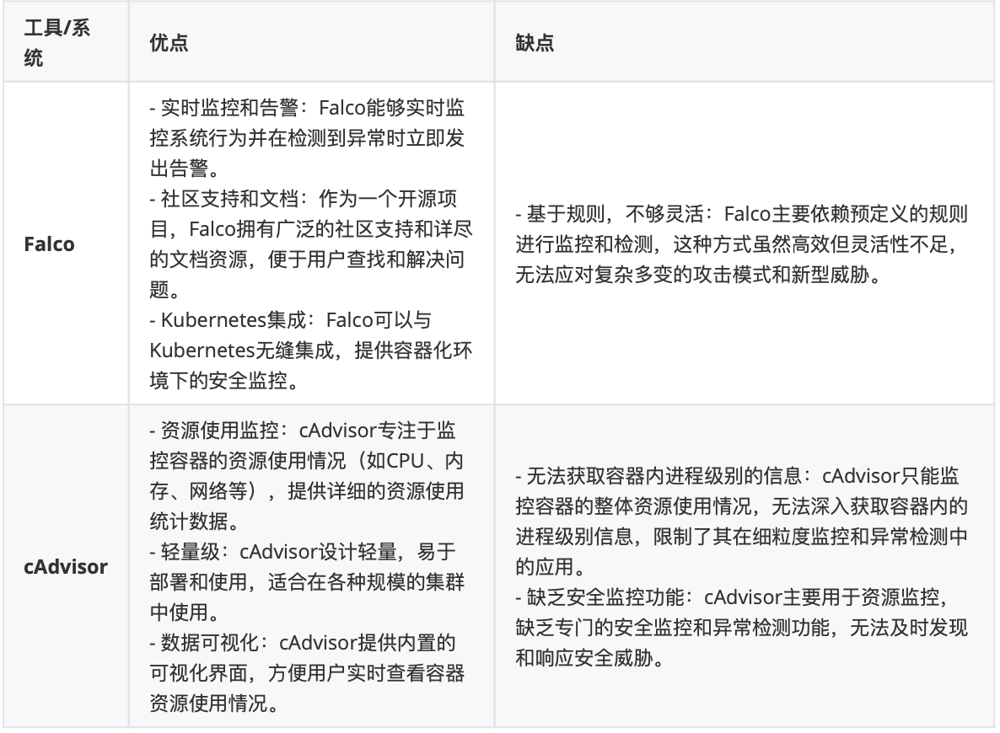 工具/系
统
优点
缺点
Falco
- 实时监控和告警：Falco能够实时监
控系统行为并在检测到异常时立即发
出告警。
- 社区支持和文档：作为一个开源项
目，Falco拥有广泛的社区支持和详尽
的文档资源，便于用户查找和解决问
题。
- Kubernetes集成：Falco可以与
Kubernetes无缝集成，提供容器化环
境下的安全监控。
- 基于规则，不够灵活：Falco主要依赖预定义的规则
进行监控和检测，这种方式虽然高效但灵活性不足，
无法应对复杂多变的攻击模式和新型威胁。
cAdvisor
- 资源使用监控：cAdvisor专注于监
控容器的资源使用情况（如CPU、内
存、网络等），提供详细的资源使用
统计数据。
- 轻量级：cAdvisor设计轻量，易于
部署和使用，适合在各种规模的集群
中使用。
- 数据可视化：cAdvisor提供内置的
可视化界面，方便用户实时查看容器
资源使用情况。
- 无法获取容器内进程级别的信息：cAdvisor只能监
控容器的整体资源使用情况，无法深入获取容器内的
进程级别信息，限制了其在细粒度监控和异常检测中
的应用。
- 缺乏安全监控功能：cAdvisor主要用于资源监控，
缺乏专门的安全监控和异常检测功能，无法及时发现
和响应安全威胁。